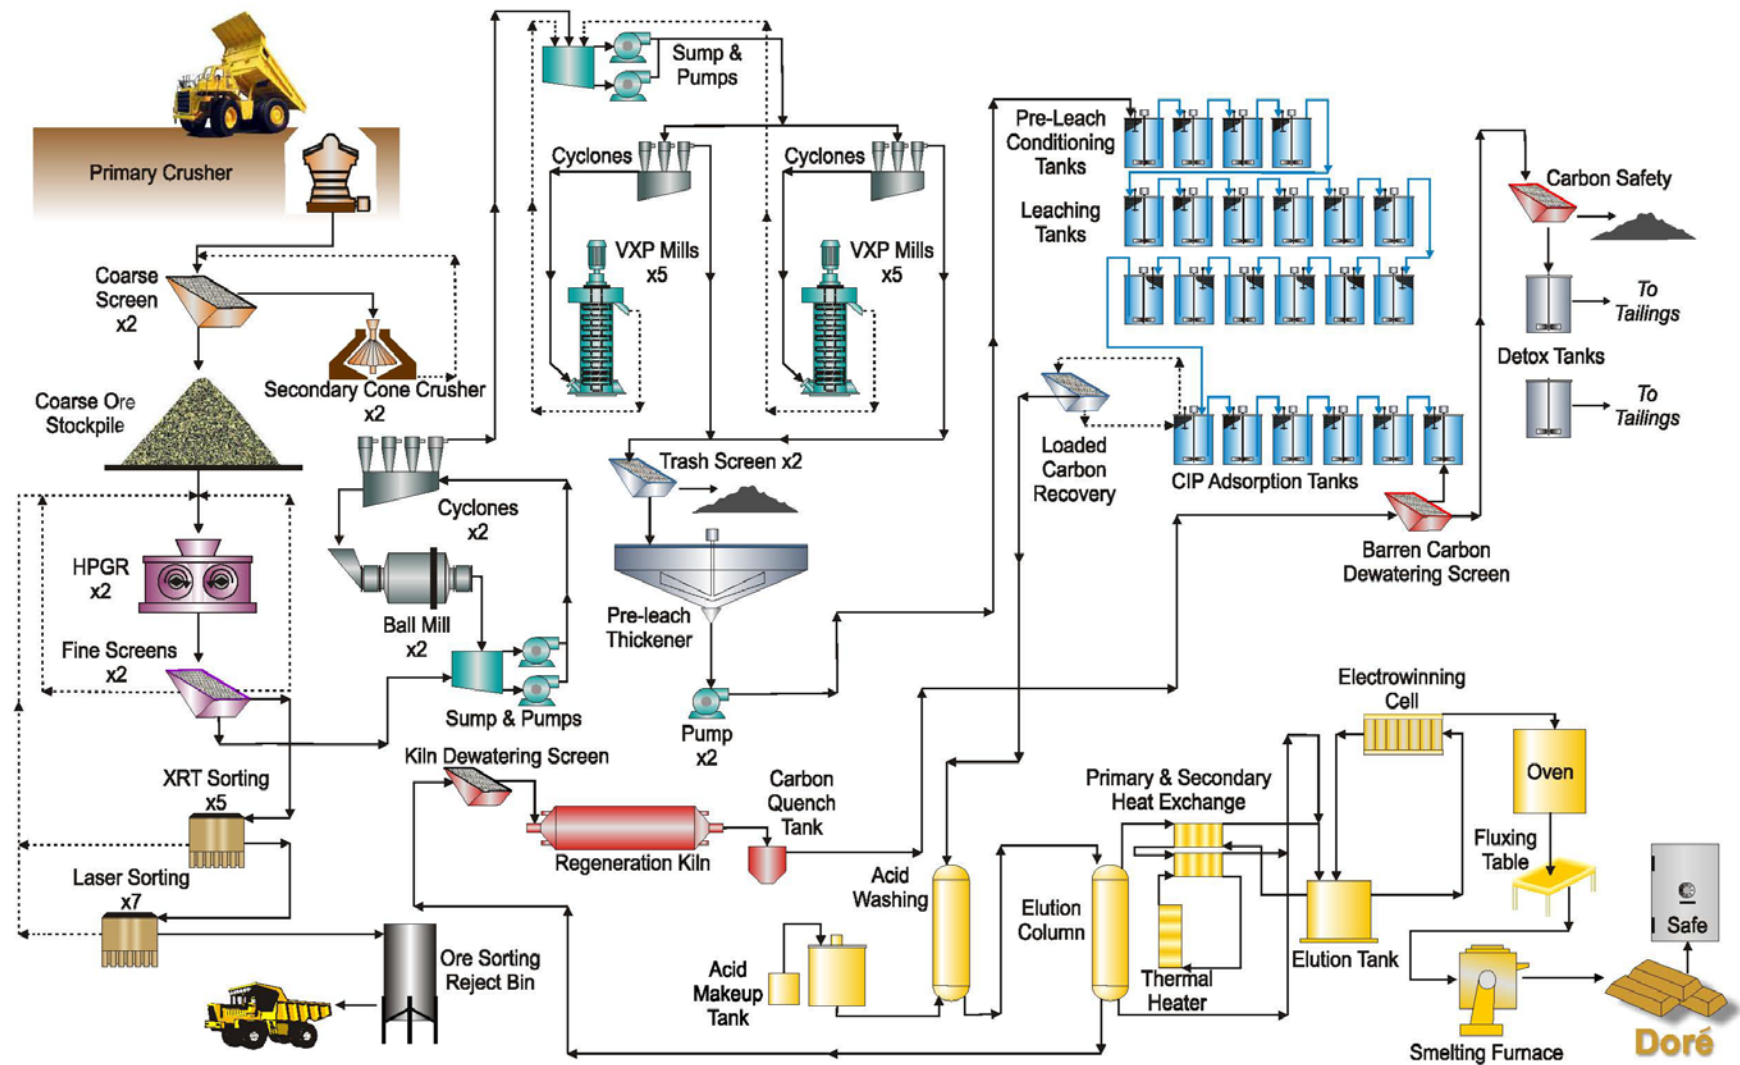 Primary Crusher
Coarse
Screen
x2
Secondary Cone Crusher
x2
Coarse Ore
Stockpile
HPGR
x2
Fine Screens
x2
XRT Sorting
x5
Laser Sorting
x7
Ore Sorting
Reject Bin
Cyclones
x2
Ball Mill
x2
Sump & Pumps
Sump &
Pumps
Cyclones
Cyclones
VXP Mills
x5
VXP Mills
x5
Trash Screen x2
Pre-leach
Thickener
Pump
x2
Kiln Dewatering Screen
Regeneration Kiln
Carbon
Quench
Tank
Pre-Leach
Conditioning
Tanks
Leaching
Tanks
Loaded
Carbon
Recovery
CIP Adsorption Tanks
Barren Carbon
Dewatering Screen
Carbon Safety
To
Tailings
Detox Tanks
To
Tailings
Acid
Washing
Acid
Makeup
Tank
Elution
Column
Primary & Secondary
Heat Exchange
Thermal
Heater
Elution Tank
Electrowinning
Cell
Oven
Fluxing
Table
Smelting Furnace
Safe
Doré